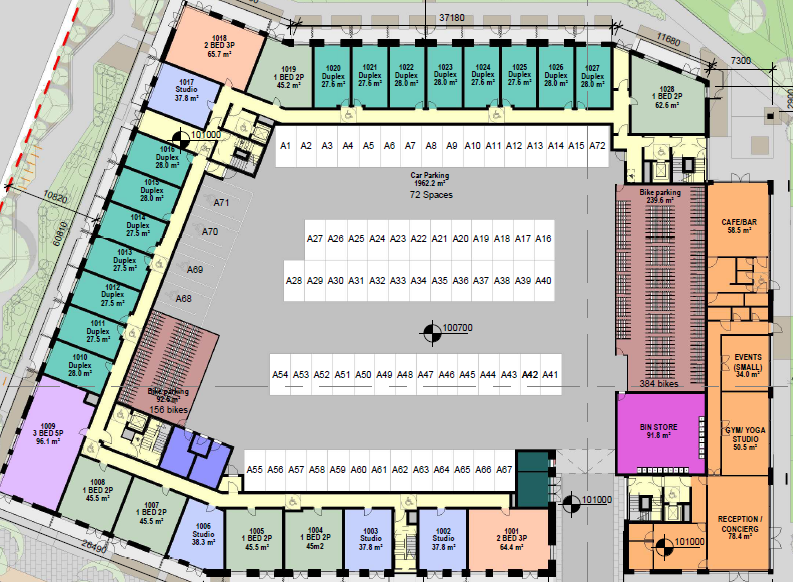 37180
11680
7300
2900
1018
2 BED 3P
65.7 m²
1019
1 BED 2P
45.2 m²
1020
Duplex
27.6 m²
1021
Duplex
27.6 m²
1022
Duplex
28.0 m²
1023
Duplex
28.0 m²
1024
Duplex
27.6 m²
1025
Duplex
27.6 m²
1026
Duplex
28.0 m²
1027
Duplex
28.0 m²
1028
1 BED 2P
62.6 m²
1017
Studio
37.8 m²
101000
1016
Duplex
28.0 m²
1015
Duplex
28.0 m²
1014
Duplex
27.5 m²
1013
Duplex
27.5 m²
1012
Duplex
27.5 m²
1011
Duplex
27.5 m²
1010
Duplex
28.0 m²
10820
60810
A1 A2 A3 A4 A5 A6 A7 A8 A9 A10 A11 A12 A13 A14 A15 A72
Car Parking
1962.2 m²
72 Spaces
A71
A70
A69
A68
A27 A26 A25 A24 A23 A22 A21 A20 A19 A18 A17 A16
A28 A29 A30 A31 A32 A33 A34 A35 A36 A37 A38 A39 A40
100700
A54 A53 A52 A51 A50 A49 A48 A47 A46 A45 A44 A43 A42 A41
Bike parking
239.6 m²
384 bikes
CAFE/BAR
58.5 m²
EVENTS
(SMALL)
34.0 m²
GYM/ YOGA
STUDIO
50.5 m²
BIN STORE
91.8 m²
RECEPTION /
CONCIERG
78.4 m²
101000
Bike parking
92.6 m²
156 bikes
A55 A56 A57 A58 A59 A60 A61 A62 A63 A64 A65 A66 A67
101000
1009
3 BED 5P
96.1 m²
1008
1 BED 2P
45.5 m²
1007
1 BED 2P
45.5 m²
1006
Studio
38.3 m²
1005
1 BED 2P
45.5 m²
1004
1 BED 2P
45m2
1003
Studio
37.8 m²
1002
Studio
37.8 m²
1001
2 BED 3P
64.4 m²
26490